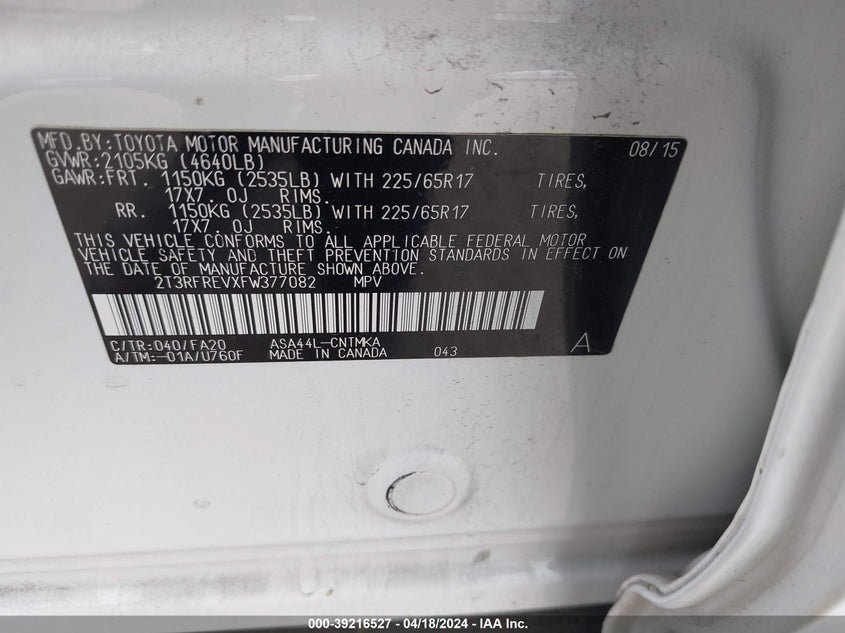 MFD.BY:TOYOTA MOTOR MANUFACTURING CANADA INC. 08/15
GVWR:2105KG (4640LB)
GAWR:FRT. 1150KG (2535LB) WITH 225/65R17 TIRES,
17X7.0J RIMS.
RR. 1150KG (2535LB) WITH 225/65R17 TIRES,
17X7.0J RIMS.
THIS VEHICLE CONFORMS TO ALL APPLICABLE FEDERAL MOTOR
VEHICLE SAFETY AND THEFT PREVENTION STANDARDS IN EFFECT ON
THE DATE OF MANUFACTURE SHOWN ABOVE.
2T3RFREVXFW377082 MPV
C/TR:040/FA20 ASA44L-CNTMKA
A/TM:-01A/U760F MADE IN CANADA 043 A
000-39216527 - 04/18/2024 - IAA Inc.